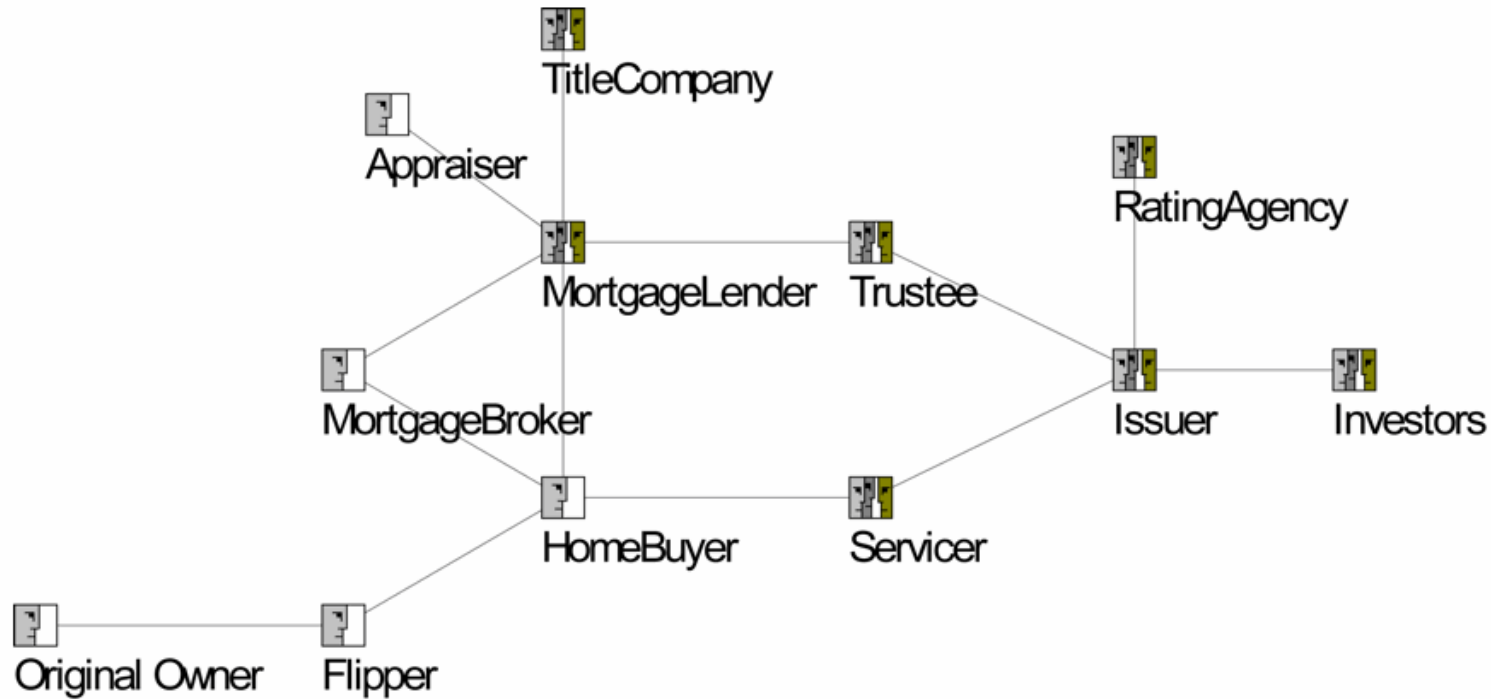 TitleCompany
Appraiser
RatingAgency
MortgageLender
Trustee
MortgageBroker
Issuer
Investors
HomeBuyer
Servicer
Original Owner
Flipper